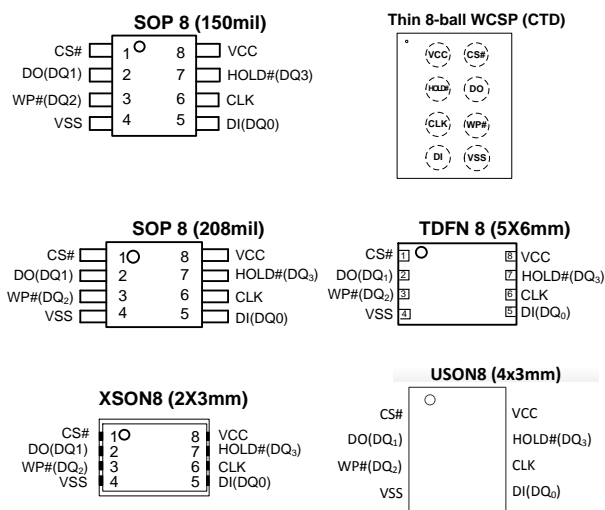 SOP 8 (150mil)
CS# 1 8 VCC
DO(DQ1) 2 7 HOLD#(DQ3)
WP#(DQ2) 3 6 CLK
VSS 4 5 DI(DQ0)
Thin 8-ball WCSP (CTD)
VCC CS#
HOLD# DO
CLK WP#
DI VSS
SOP 8 (208mil)
CS# 1 8 VCC
DO(DQ1) 2 7 HOLD#(DQ₃)
WP#(DQ₂) 3 6 CLK
VSS 4 5 DI(DQ0)
TDFN 8 (5X6mm)
CS# 1 8 VCC
DO(DQ₁) 2 7 HOLD#(DQ₃)
WP#(DQ₂) 3 6 CLK
VSS 4 5 DI(DQ₀)
XSON8 (2X3mm)
CS# 1 8 VCC
DO(DQ1) 2 7 HOLD#(DQ₃)
WP#(DQ₂) 3 6 CLK
VSS 4 5 DI(DQ0)
USON8 (4x3mm)
CS# VCC
DO(DQ₁) HOLD#(DQ₃)
WP#(DQ₂) CLK
VSS DI(DQ₀)